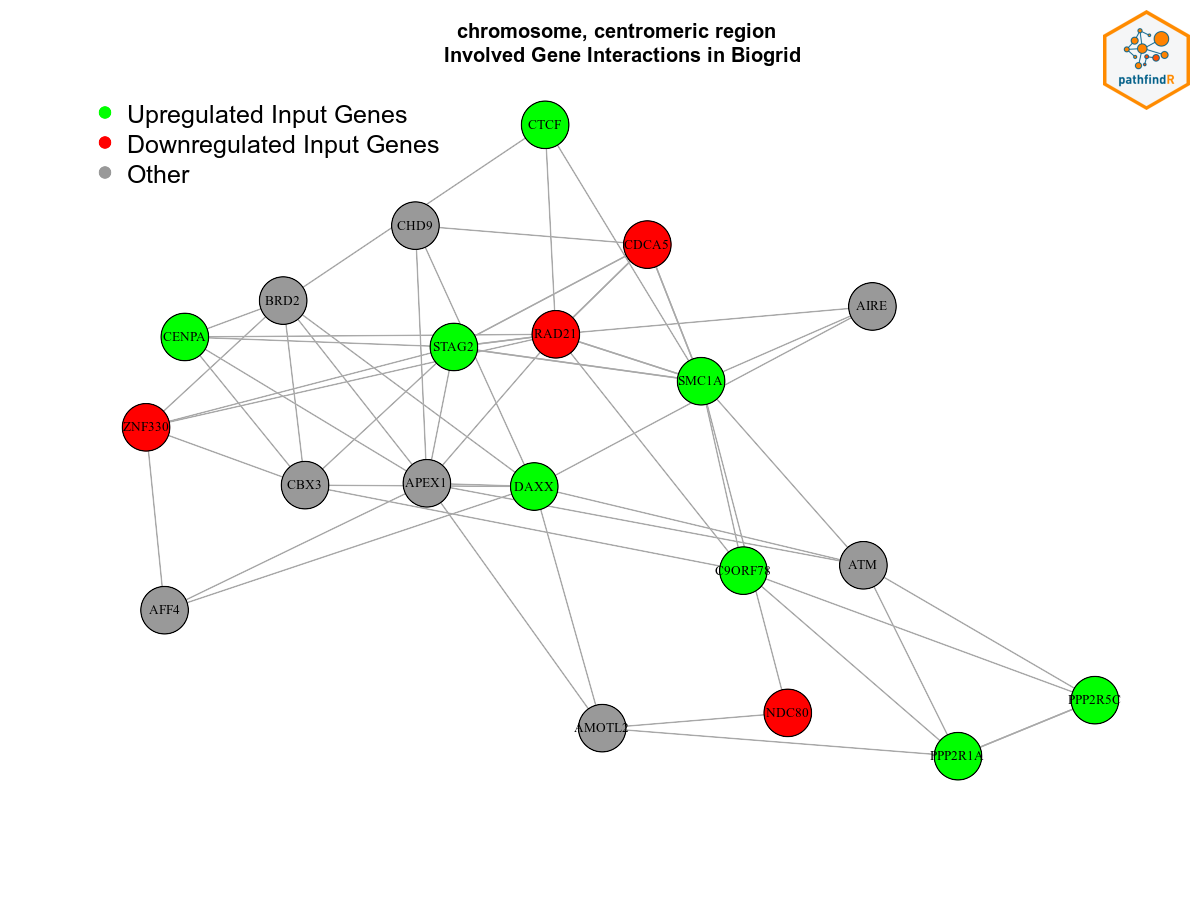 chromosome, centromeric region
Involved Gene Interactions in Biogrid
pathfindR
Upregulated Input Genes
Downregulated Input Genes
Other
CTCF
CHD9
CDCA5
BRD2
AIRE
CENPA
STAG2
RAD21
SMC1A
ZNF330
CBX3
APEX1
DAXX
C9ORF78
ATM
AFF4
PPP2R5C
NDC80
AMOTL2
PPP2R1A